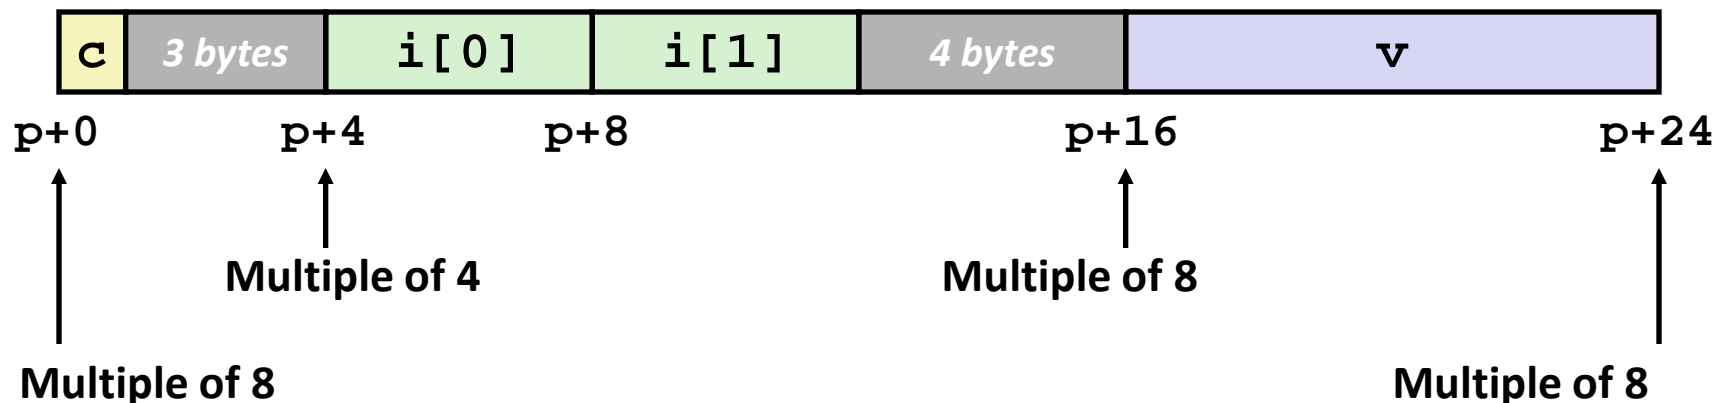 c 3 bytes i[0] i[1] 4 bytes v
p+0 p+4 p+8 p+16 p+24
Multiple of 4 Multiple of 8
Multiple of 8 Multiple of 8